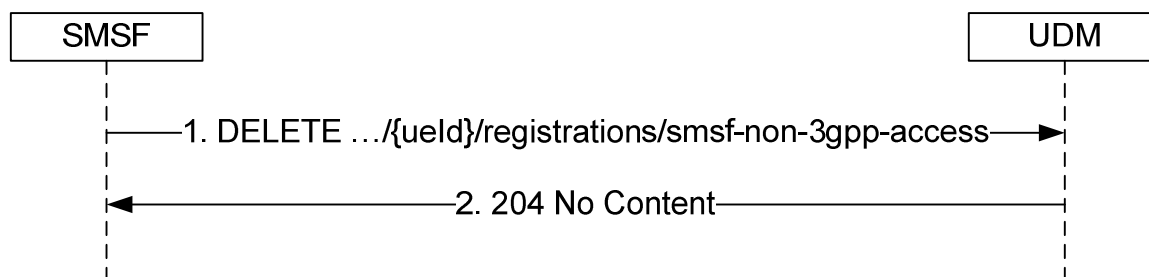 SMSF
UDM
1. DELETE …/{ueId}/registrations/smsf-non-3gpp-access
2. 204 No Content